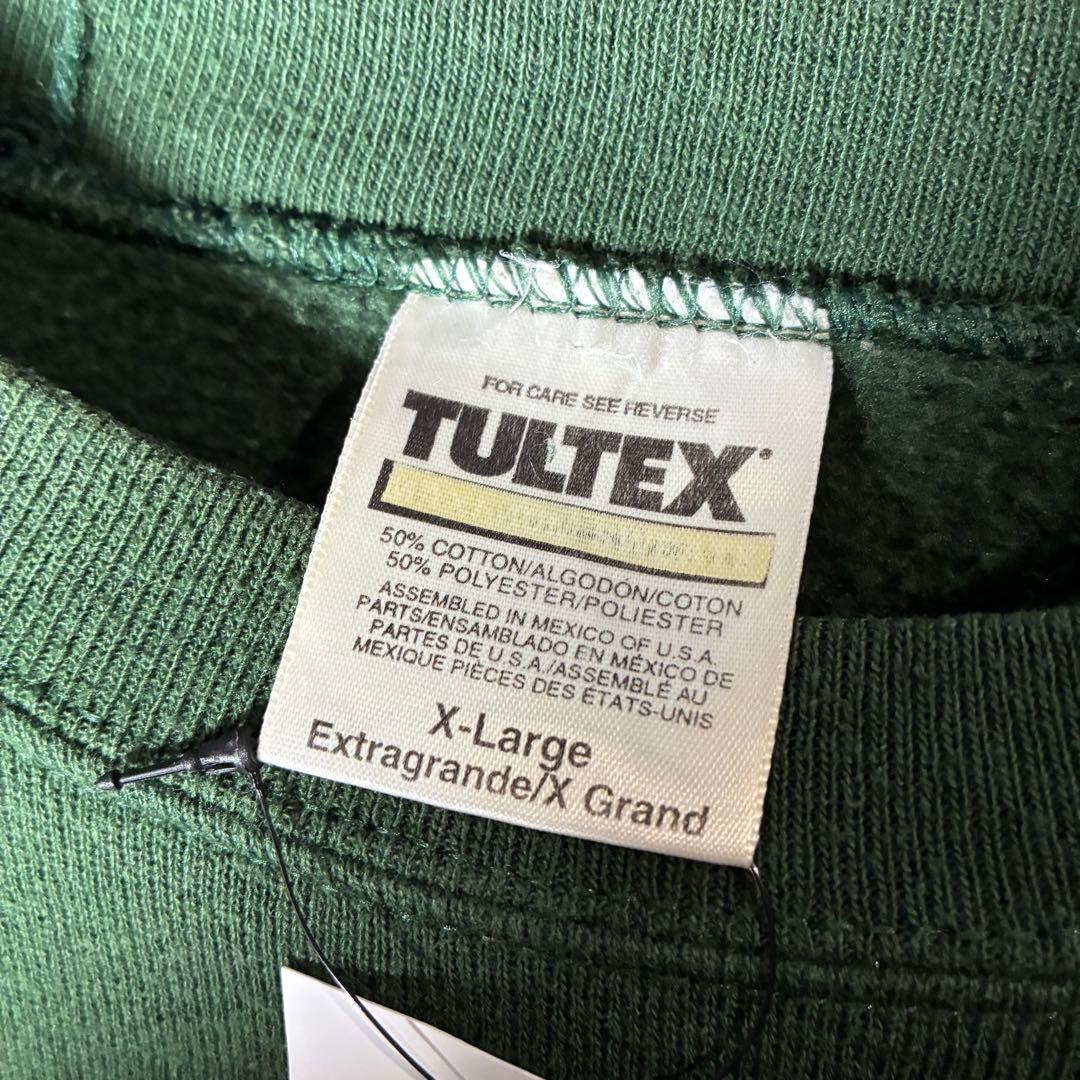 FOR CARE SEE REVERSE
TULTEX®
50% COTTON/ALGODÓN/COTON
50% POLYESTER/POLIESTER
ASSEMBLED IN MEXICO OF U.S.A.
PARTS/ENSAMBLADO EN MÉXICO DE
PARTES DE U.S.A./ASSEMBLÉ AU
MEXIQUE PIÈCES DES ÉTATS-UNIS
X-Large
Extragrande/X Grand